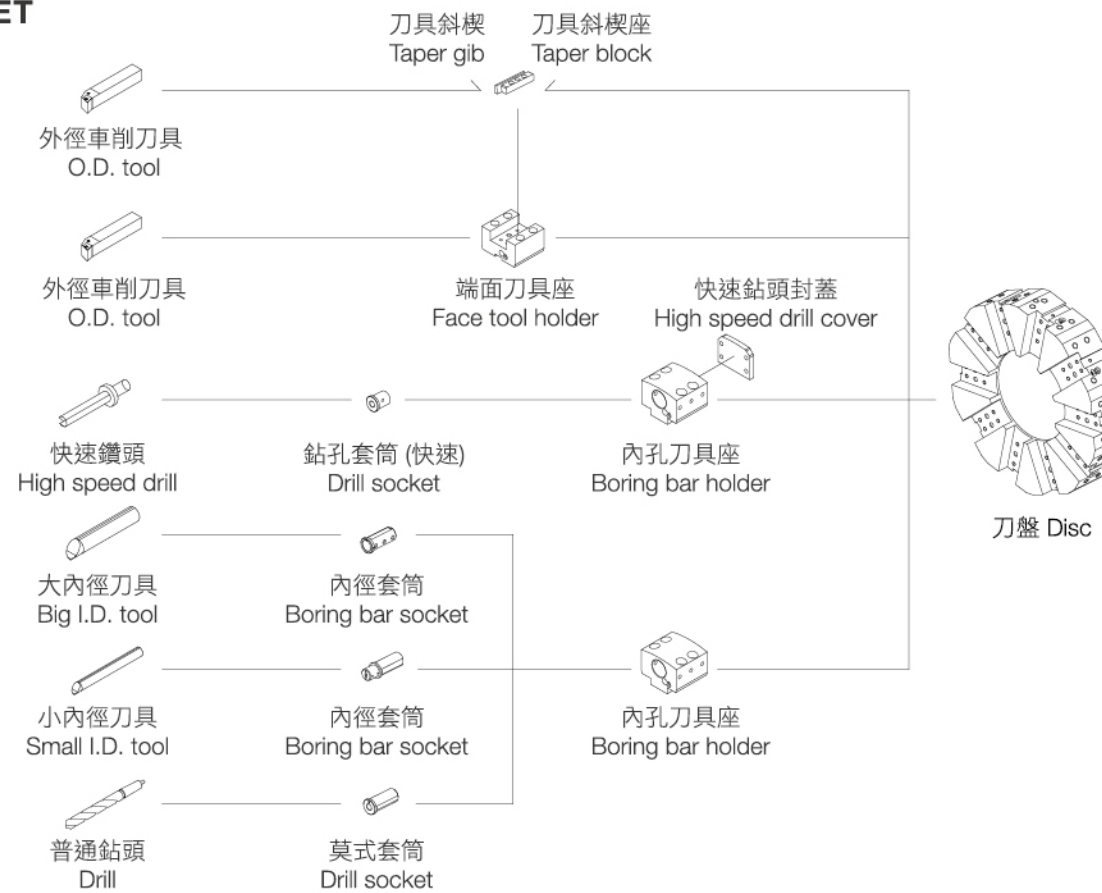 ET
刀具斜楔
Taper gib
刀具斜楔座
Taper block
外徑車削刀具
O.D. tool
外徑車削刀具
O.D. tool
端面刀具座
Face tool holder
快速鉆頭封蓋
High speed drill cover
快速鑽頭
High speed drill
鉆孔套筒 (快速)
Drill socket
內孔刀具座
Boring bar holder
刀盤 Disc
大內徑刀具
Big I.D. tool
內徑套筒
Boring bar socket
小內徑刀具
Small I.D. tool
內徑套筒
Boring bar socket
內孔刀具座
Boring bar holder
普通鉆頭
Drill
莫式套筒
Drill socket